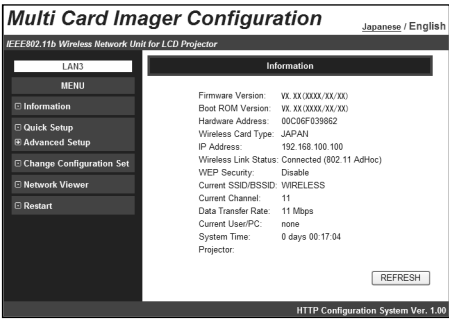 Multi Card Imager Configuration
Japanese / English
IEEE802.11b Wireless Network Unit for LCD Projector
LAN3
MENU
Information
Quick Setup
Advanced Setup
Change Configuration Set
Network Viewer
Restart
Information
Firmware Version: VX.XX(XXXX/XX/XX)
Boot ROM Version: VX.XX(XXXX/XX/XX)
Hardware Address: 00C06F039862
Wireless Card Type: JAPAN
IP Address: 192.168.100.100
Wireless Link Status: Connected (802.11 AdHoc)
WEP Security: Disable
Current SSID/BSSID: WIRELESS
Current Channel: 11
Data Transfer Rate: 11 Mbps
Current User/PC: none
System Time: 0 days 00:17:04
Projector:
REFRESH
HTTP Configuration System Ver. 1.00